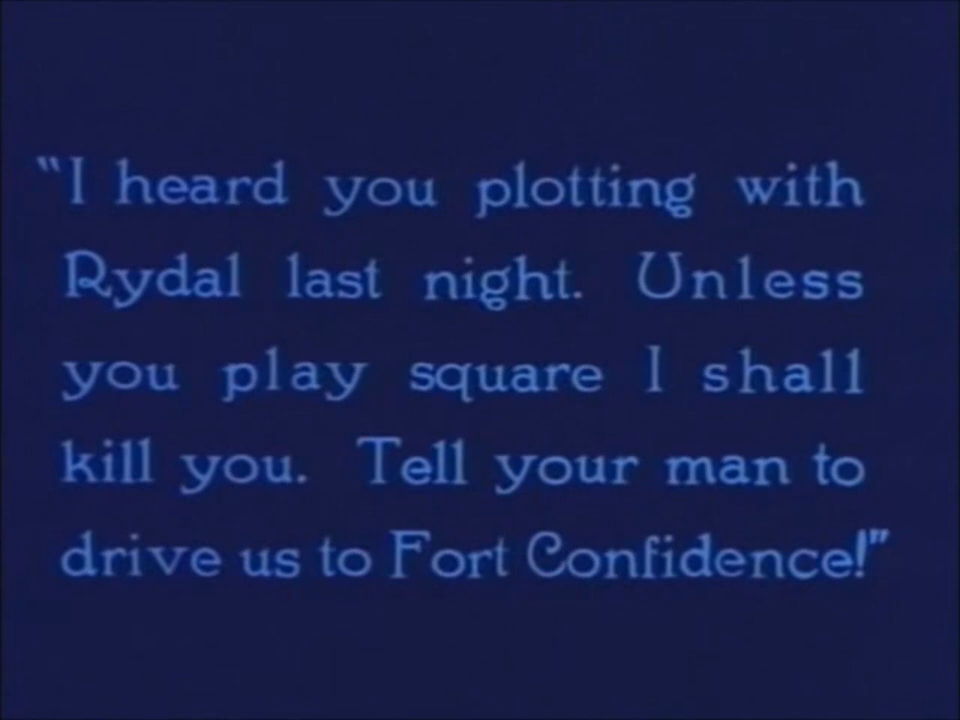 "I heard you plotting with
Rydal last night. Unless
you play square I shall
kill you. Tell your man to
drive us to Fort Confidence!"